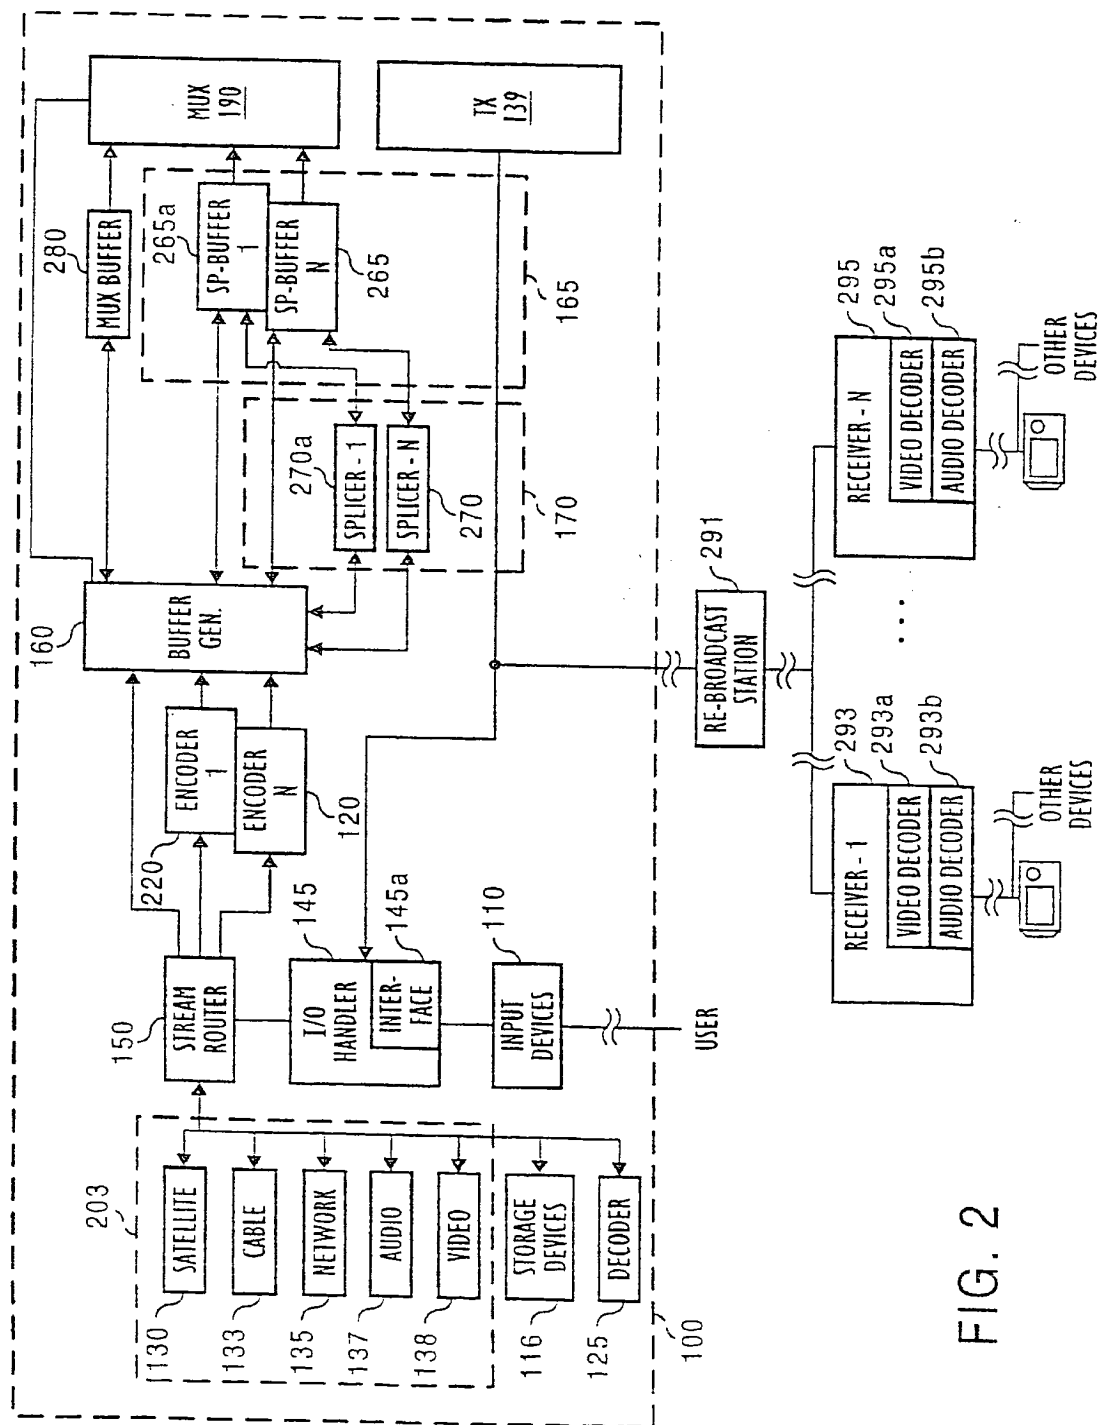 203
130
SATELLITE
133
CABLE
135
NETWORK
137
AUDIO
138
VIDEO
116
STORAGE
DEVICES
125
DECODER
100
150
STREAM
ROUTER
145
I/O
HANDLER
145a
INTER-
FACE
110
INPUT
DEVICES
USER
220
ENCODER
1
ENCODER
N
120
160
BUFFER
GEN.
270a
SPLICER - 1
SPLICER - N
270
170
280
MUX BUFFER
265a
SP-BUFFER
1
SP-BUFFER
N
265
165
MUX
190
TX
139
291
RE-BROADCAST
STATION
RECEIVER - 1
293
VIDEO DECODER
293a
AUDIO DECODER
293b
OTHER
DEVICES
...
RECEIVER - N
295
VIDEO DECODER
295a
AUDIO DECODER
295b
OTHER
DEVICES
FIG. 2